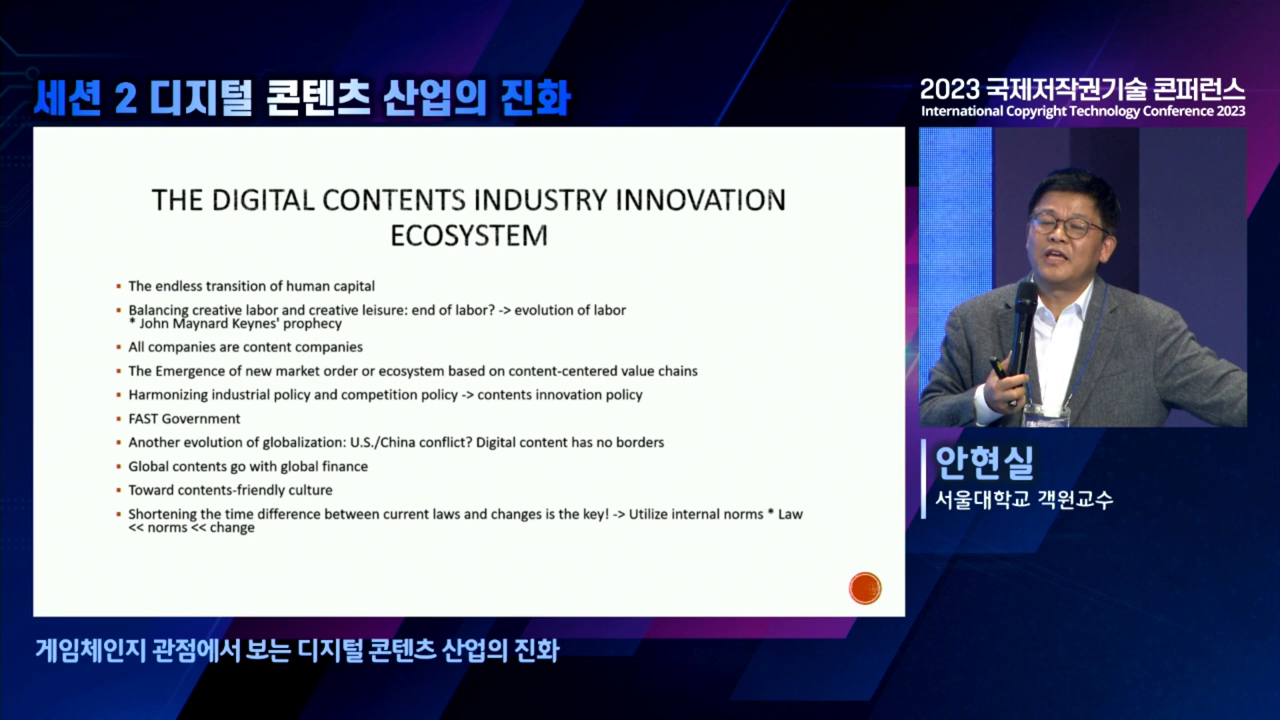 세션 2 디지털 콘텐츠 산업의 진화
2023 국제저작권기술 콘퍼런스
International Copyright Technology Conference 2023
THE DIGITAL CONTENTS INDUSTRY INNOVATION
ECOSYSTEM
▪ The endless transition of human capital
▪ Balancing creative labor and creative leisure: end of labor? -> evolution of labor
* John Maynard Keynes' prophecy
▪ All companies are content companies
▪ The Emergence of new market order or ecosystem based on content-centered value chains
▪ Harmonizing industrial policy and competition policy -> contents innovation policy
▪ FAST Government
▪ Another evolution of globalization: U.S./China conflict? Digital content has no borders
▪ Global contents go with global finance
▪ Toward contents-friendly culture
▪ Shortening the time difference between current laws and changes is the key! -> Utilize internal norms * Law
<< norms << change
안현실
서울대학교 객원교수
게임체인지 관점에서 보는 디지털 콘텐츠 산업의 진화